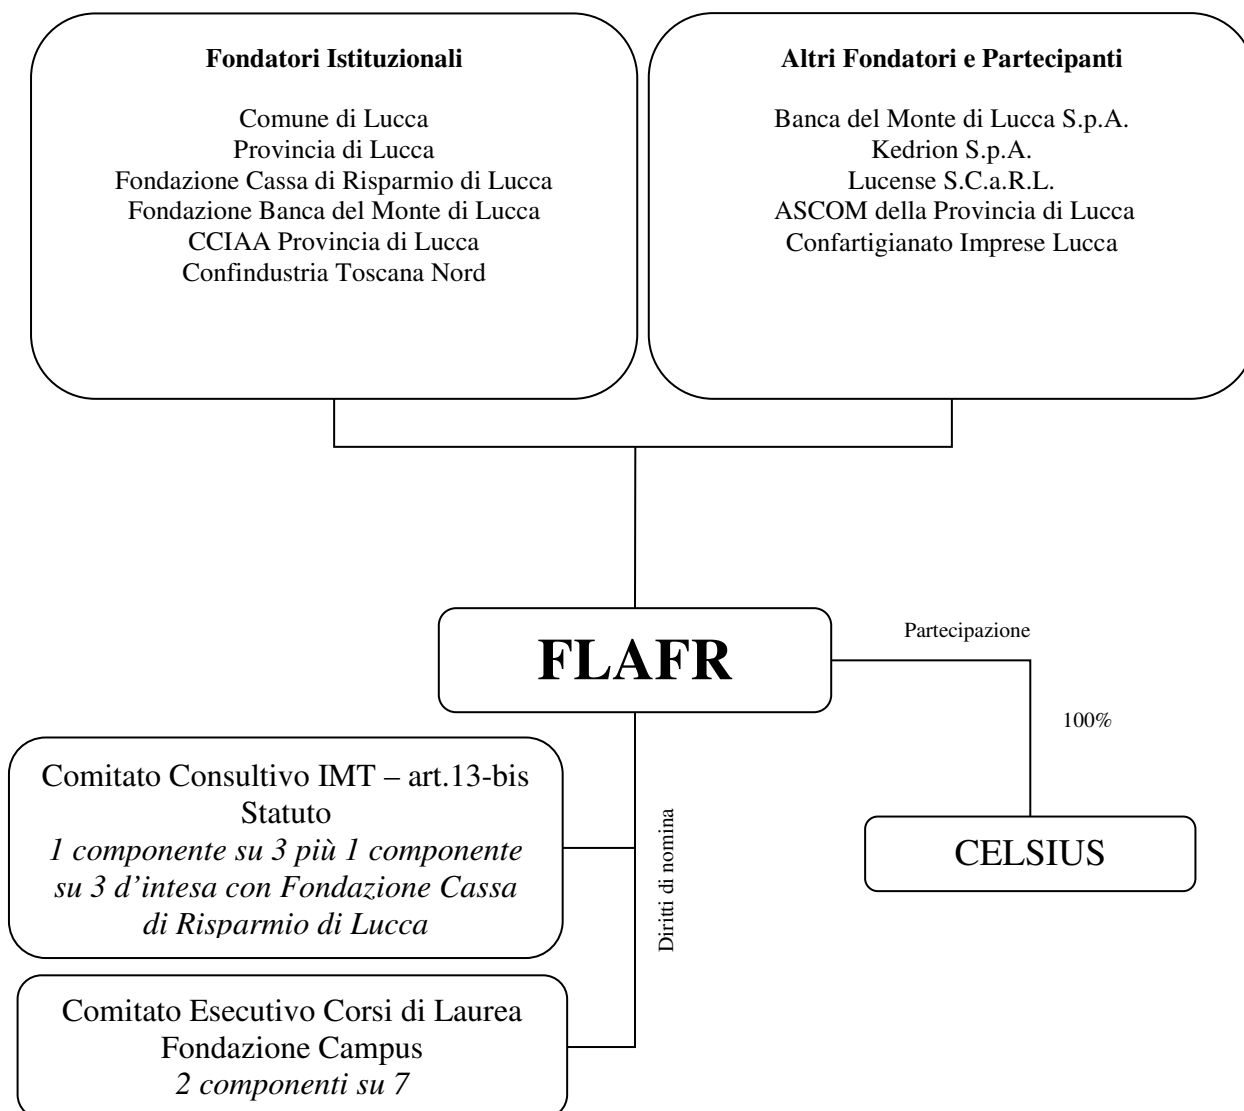 Fondatori Istituzionali
Comune di Lucca
Provincia di Lucca
Fondazione Cassa di Risparmio di Lucca
Fondazione Banca del Monte di Lucca
CCIAA Provincia di Lucca
Confindustria Toscana Nord
Altri Fondatori e Partecipanti
Banca del Monte di Lucca S.p.A.
Kedrion S.p.A.
Lucense S.C.a.R.L.
ASCOM della Provincia di Lucca
Confartigianato Imprese Lucca
FLAFR
Partecipazione
100%
CELSIUS
Comitato Consultivo IMT – art.13-bis
Statuto
1 componente su 3 più 1 componente
su 3 d'intesa con Fondazione Cassa
di Risparmio di Lucca
Diritti di nomina
Comitato Esecutivo Corsi di Laurea
Fondazione Campus
2 componenti su 7